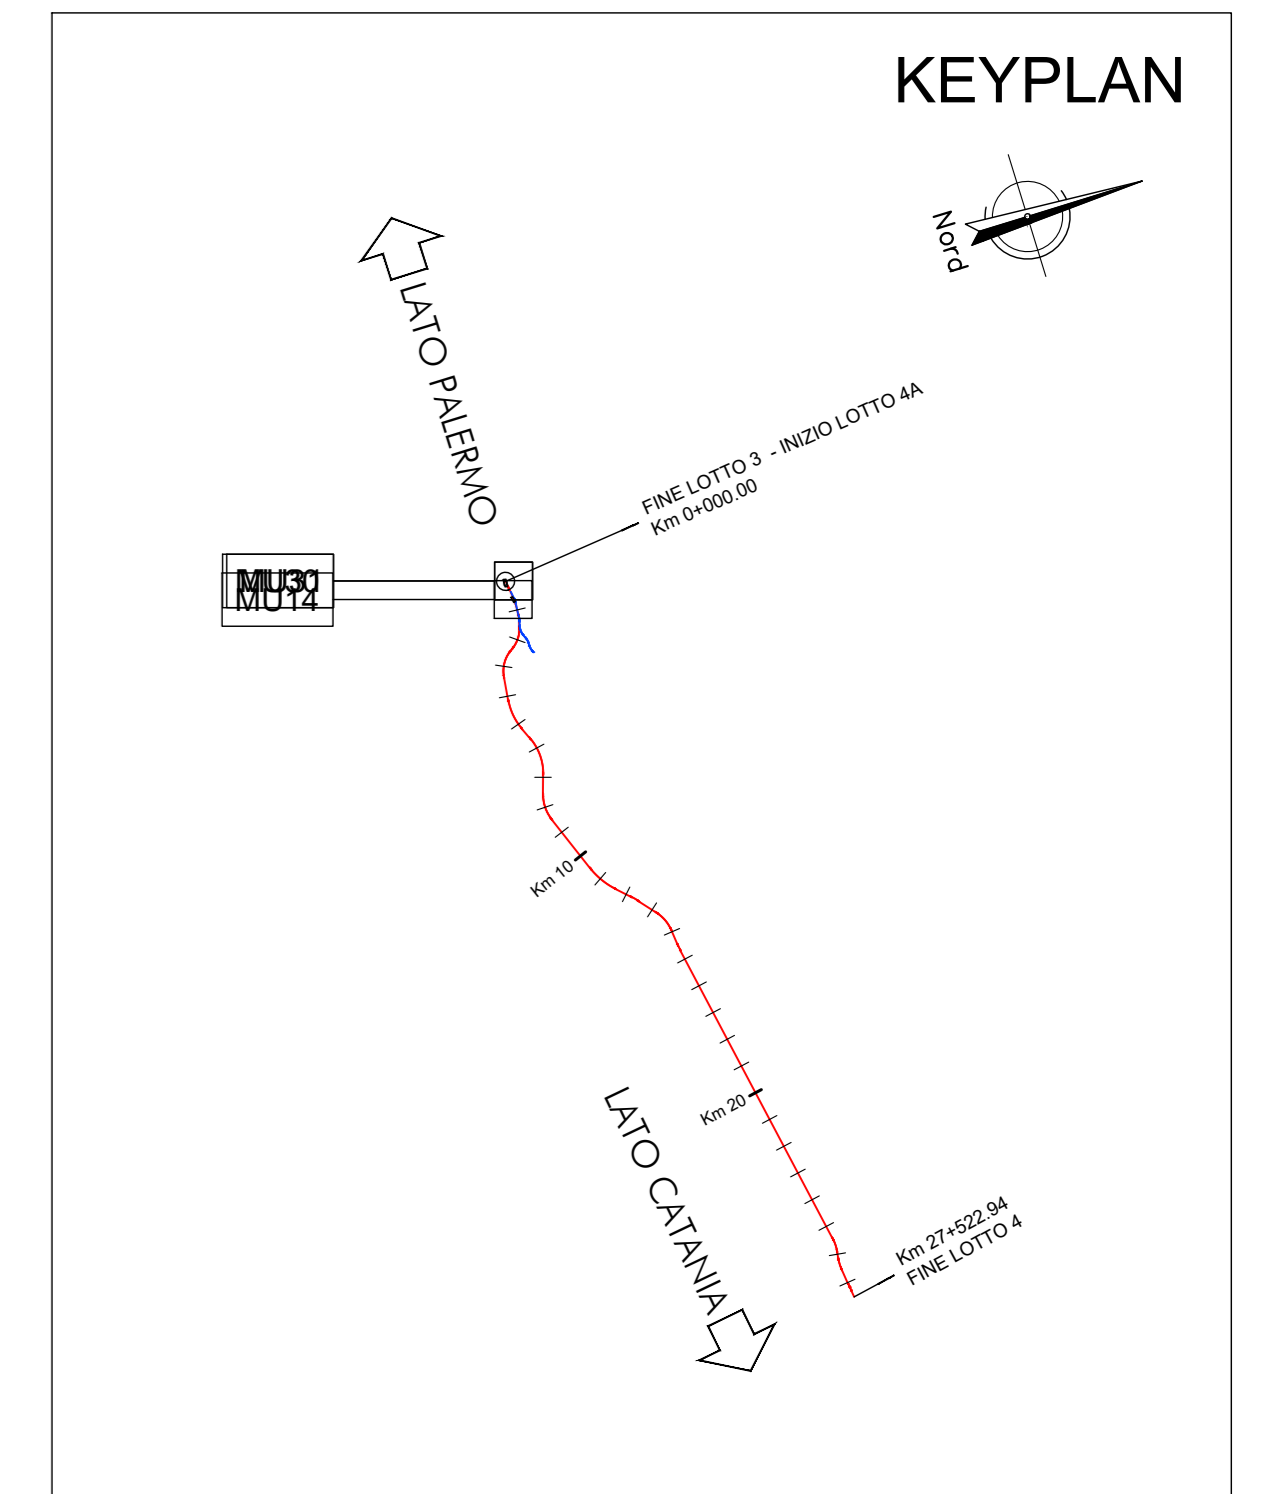 KEYPLAN
Nord
LATO PALERMO
FINE LOTTO 3 - INIZIO LOTTO 4A
Km 0+000.00
MU14
Km 10
Km 20
LATO CATANIA
Km 27+522.94
FINE LOTTO 4